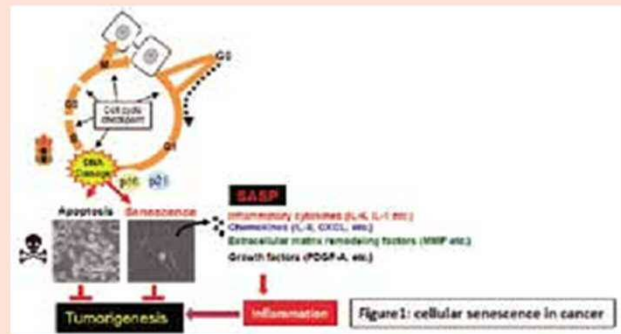 M
G0
G2
Cell cycle
checkpoint
S
G1
DNA
Damage
p16 p21
SASP
Apoptosis Senescence
Inflammatory cytokines (IL-6, IL-1 etc.)
Chemokines (IL-8, CXCL, etc.)
Extracellular matrix remodeling factors (MMP etc.)
Growth factors (PDGF-A, etc.)
Tumorigenesis
Inflammation
Figure1: cellular senescence in cancer